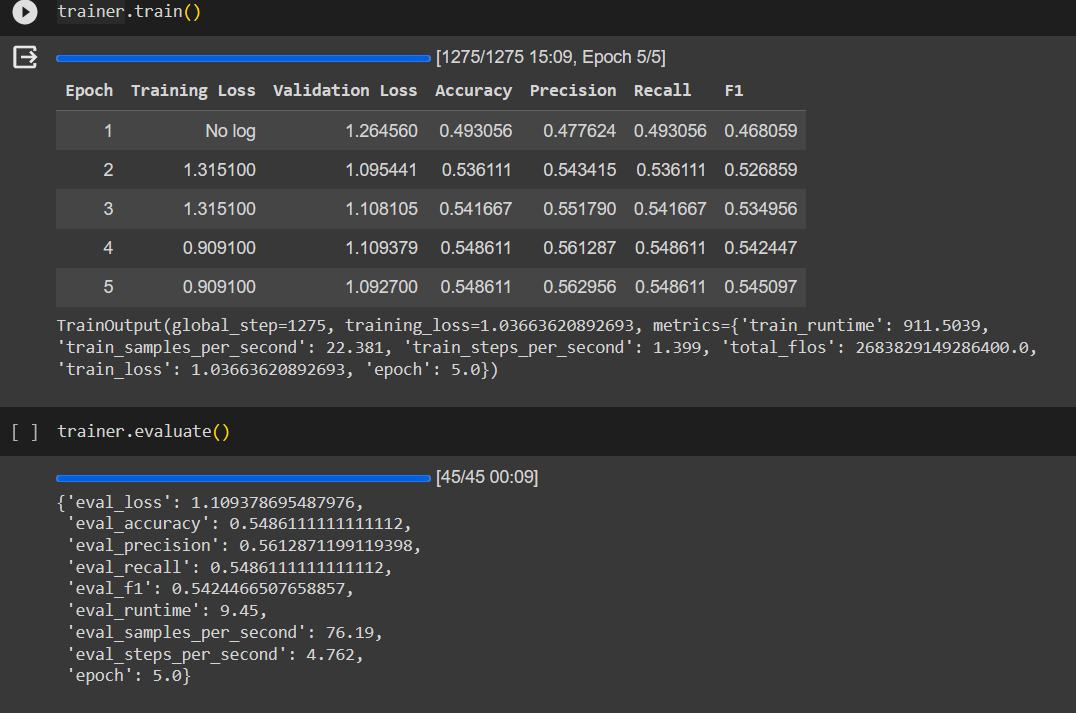 trainer.train()
[1275/1275 15:09, Epoch 5/5]
Epoch Training Loss Validation Loss Accuracy Precision Recall F1
1 No log 1.264560 0.493056 0.477624 0.493056 0.468059
2 1.315100 1.095441 0.536111 0.543415 0.536111 0.526859
3 1.315100 1.108105 0.541667 0.551790 0.541667 0.534956
4 0.909100 1.109379 0.548611 0.561287 0.548611 0.542447
5 0.909100 1.092700 0.548611 0.562956 0.548611 0.545097
TrainOutput(global_step=1275, training_loss=1.03663620892693, metrics={'train_runtime': 911.5039,
'train_samples_per_second': 22.381, 'train_steps_per_second': 1.399, 'total_flos': 2683829149286400.0,
'train_loss': 1.03663620892693, 'epoch': 5.0})
[ ] trainer.evaluate()
[45/45 00:09]
{'eval_loss': 1.109378695487976,
'eval_accuracy': 0.5486111111111112,
'eval_precision': 0.5612871199119398,
'eval_recall': 0.5486111111111112,
'eval_f1': 0.5424466507658857,
'eval_runtime': 9.45,
'eval_samples_per_second': 76.19,
'eval_steps_per_second': 4.762,
'epoch': 5.0}